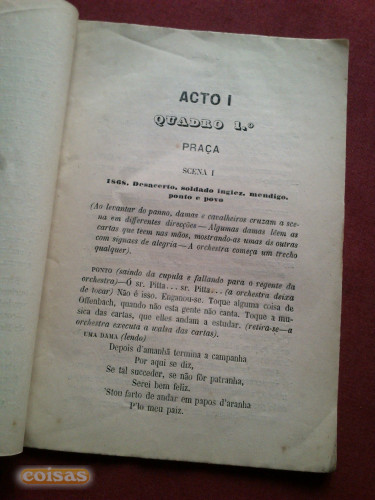 ACTO I
QUADRO 1.º
PRAÇA
SCENA I
1868, Desacerto, soldado inglez, mendigo,
ponto e povo
(Ao levantar do panno, damas e cavalheiros cruzam a sce-
na em differentes direcções—Algumas damas lêem as
cartas que teem nas mãos, mostrando-as umas ás outras
com signaes de alegria—A orchestra começa um trecho
qualquer).
PONTO (saindo da cupula e fallando para o regente da
orchestra)—Ó sr. Pitta... sr. Pitta... (a orchestra deixa
de tocar) Não é isso. Enganou-se. Toque alguma coisa de
Offenbach, quando não esta gente não canta. Toque a mu-
sica das cartas, que elles andam a estudar. (retira-se—a
orchestra executa a walsa das cartas).
UMA DAMA (lendo)
Depois d'amanhã termina a campanha
Por aqui se diz,
Se tal succeder, se não fôr patranha,
Serei bem feliz.
'Stou farto de andar em papos d'aranha
P'lo meu paiz.
coisas